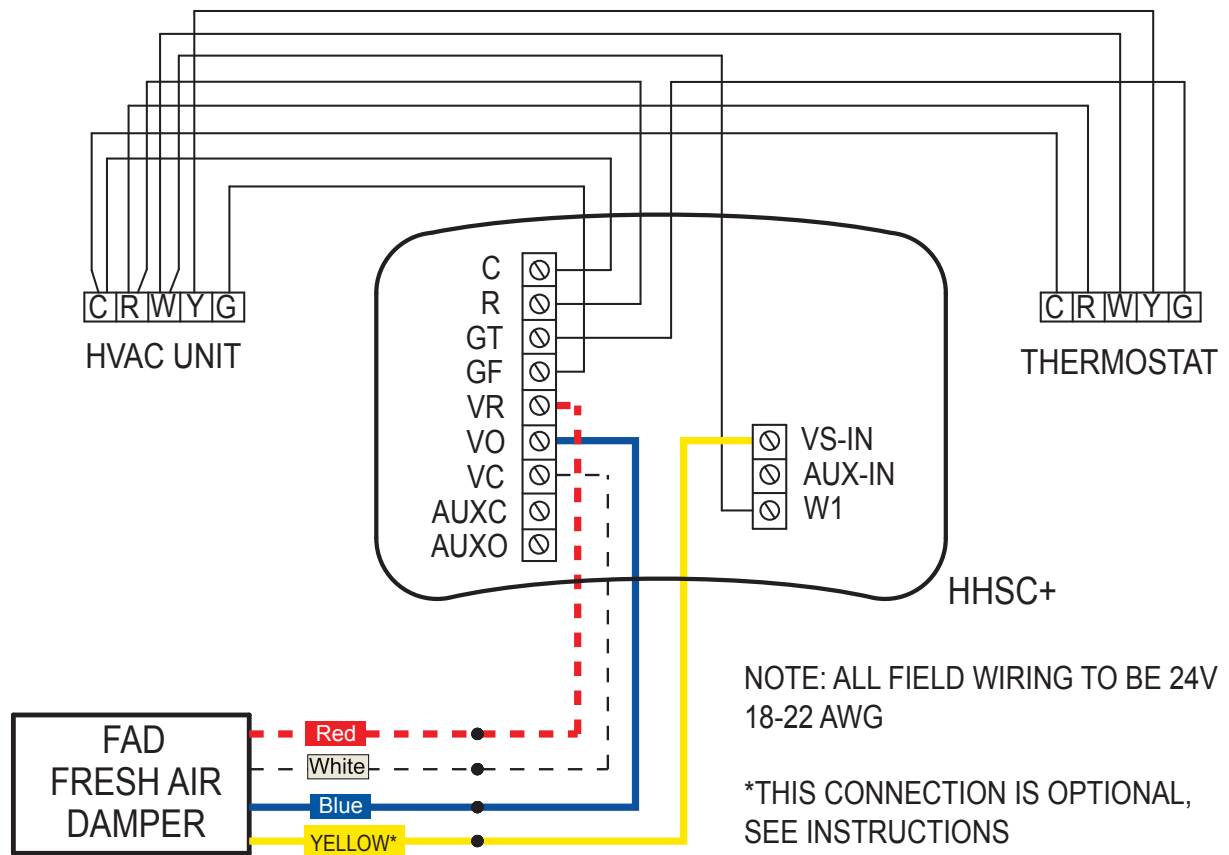 C R W Y G
HVAC UNIT
C R W Y G
THERMOSTAT
C
R
GT
GF
VR
VO
VC
AUXC
AUXO
VS-IN
AUX-IN
W1
HHSC+
NOTE: ALL FIELD WIRING TO BE 24V
18-22 AWG
*THIS CONNECTION IS OPTIONAL,
SEE INSTRUCTIONS
FAD
FRESH AIR
DAMPER
Red
White
Blue
YELLOW*